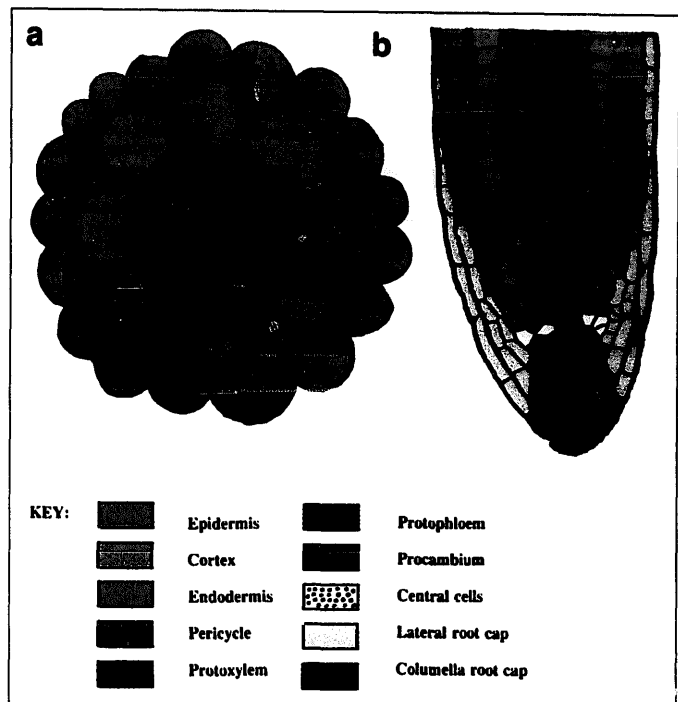 a
b
KEY:
Epidermis
Cortex
Endodermis
Pericycle
Protoxylem
Protophloem
Procambium
Central cells
Lateral root cap
Columella root cap